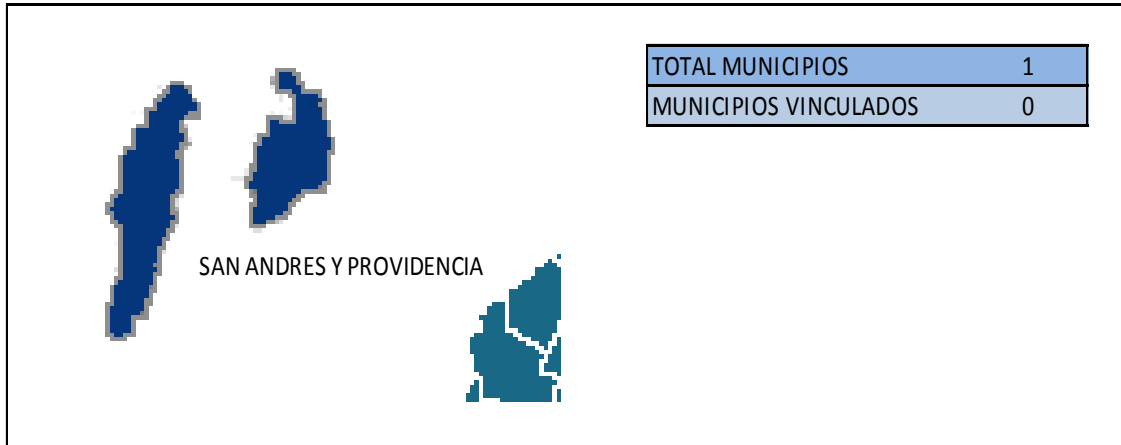 TOTAL MUNICIPIOS 1
MUNICIPIOS VINCULADOS 0
SAN ANDRES Y PROVIDENCIA